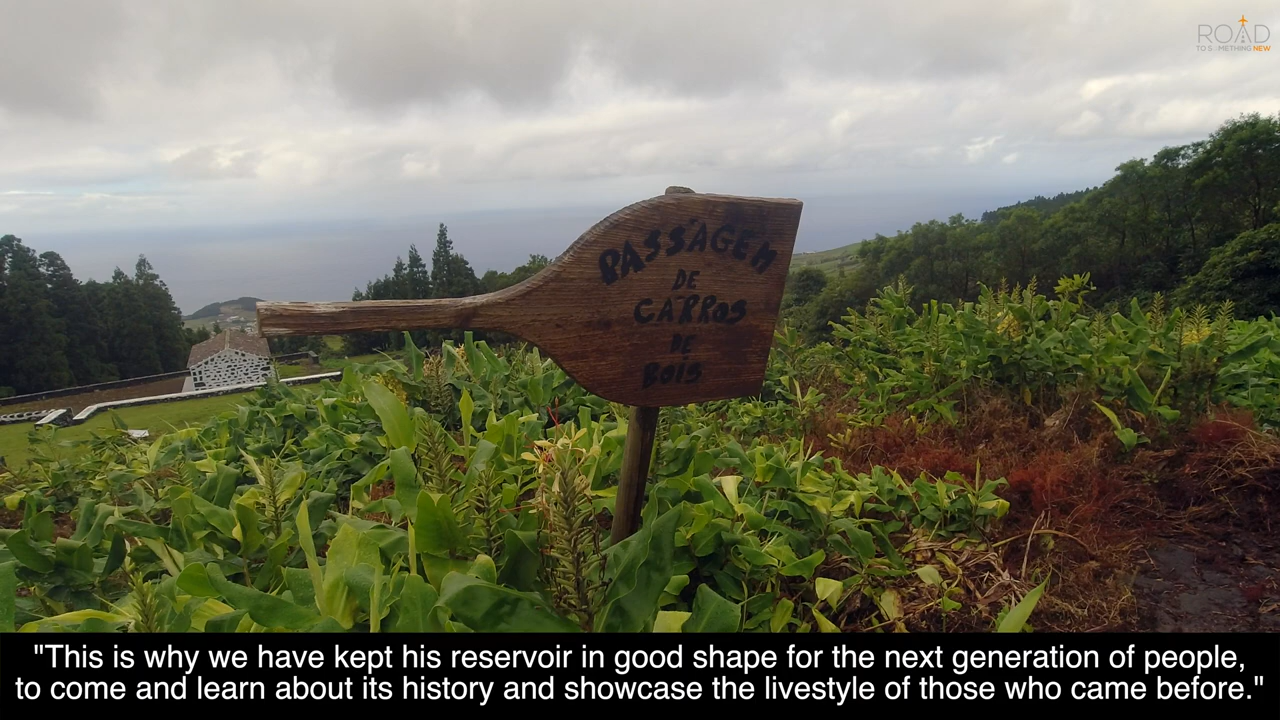 ROAD
TO SOMETHING NEW
PASSAGEM
DE
CARROS
DE
BOIS
"This is why we have kept his reservoir in good shape for the next generation of people,
to come and learn about its history and showcase the livestyle of those who came before."